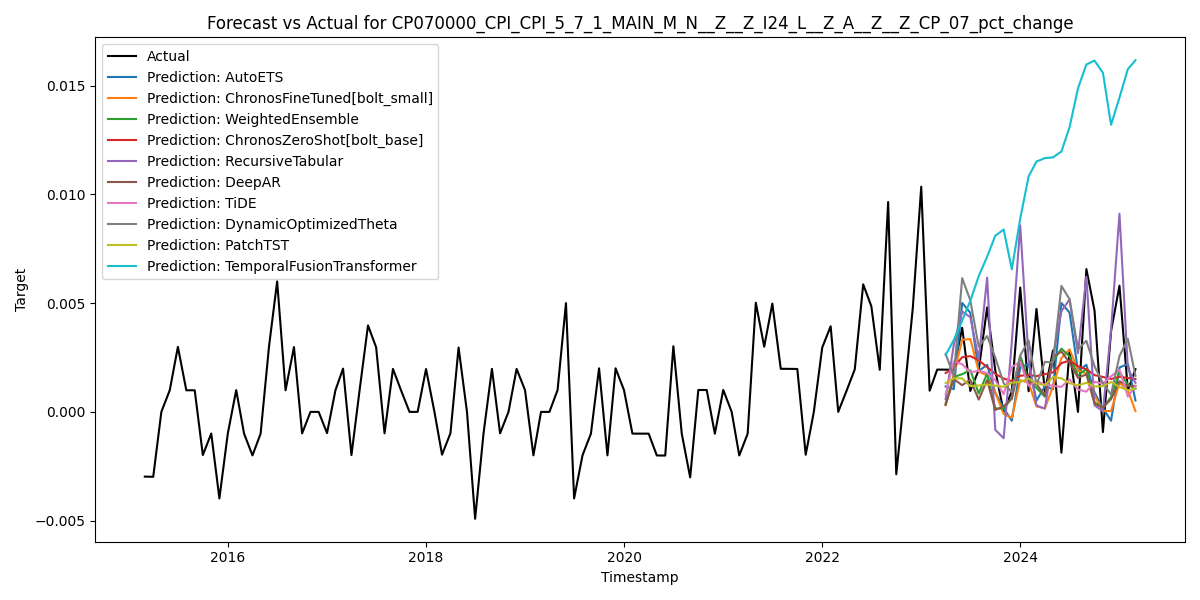 Forecast vs Actual for CP070000_CPI_CPI_5_7_1_MAIN_M_N__Z__Z_I24_L__Z_A__Z__Z_CP_07_pct_change
Actual
Prediction: AutoETS
Prediction: ChronosFineTuned[bolt_small]
Prediction: WeightedEnsemble
Prediction: ChronosZeroShot[bolt_base]
Prediction: RecursiveTabular
Prediction: DeepAR
Prediction: TiDE
Prediction: DynamicOptimizedTheta
Prediction: PatchTST
Prediction: TemporalFusionTransformer
0.015
0.010
0.005
0.000
−0.005
Target
2016
2018
2020
2022
2024
Timestamp